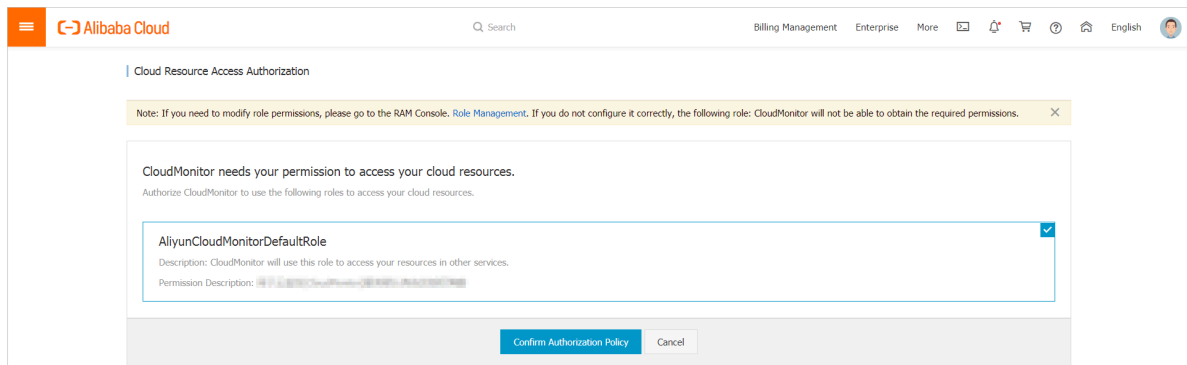 Alibaba Cloud
Search
Billing Management
Enterprise
More
English
Cloud Resource Access Authorization
Note: If you need to modify role permissions, please go to the RAM Console. Role Management. If you do not configure it correctly, the following role: CloudMonitor will not be able to obtain the required permissions.
CloudMonitor needs your permission to access your cloud resources.
Authorize CloudMonitor to use the following roles to access your cloud resources.
AliyunCloudMonitorDefaultRole
Description: CloudMonitor will use this role to access your resources in other services.
Permission Description:
Confirm Authorization Policy
Cancel